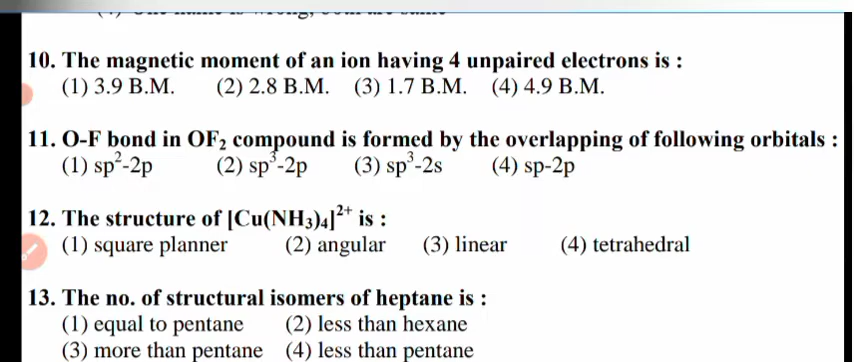 10. The magnetic moment of an ion having 4 unpaired electrons is :
(1) 3.9 B.M. (2) 2.8 B.M. (3) 1.7 B.M. (4) 4.9 B.M.
11. O-F bond in OF₂ compound is formed by the overlapping of following orbitals :
(1) sp²-2p (2) sp³-2p (3) sp³-2s (4) sp-2p
12. The structure of [Cu(NH₃)₄]²⁺ is :
(1) square planner (2) angular (3) linear (4) tetrahedral
13. The no. of structural isomers of heptane is :
(1) equal to pentane (2) less than hexane
(3) more than pentane (4) less than pentane